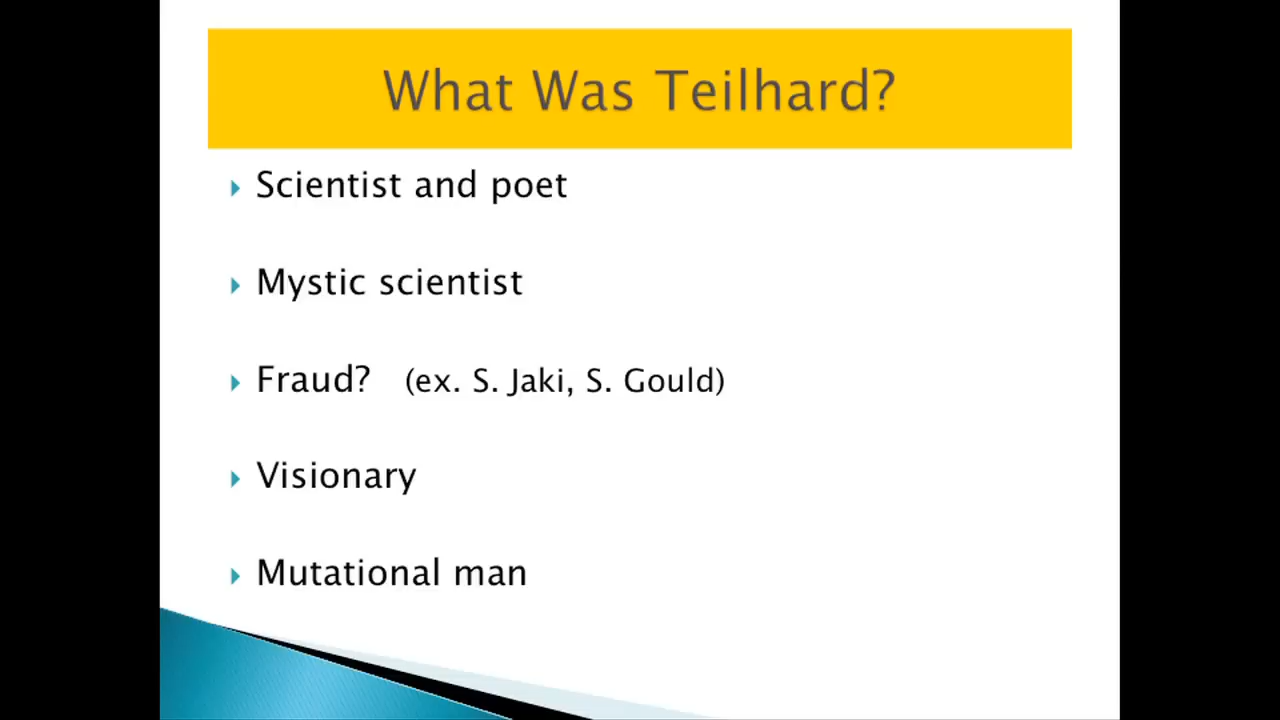 What Was Teilhard?
Scientist and poet
Mystic scientist
Fraud? (ex. S. Jaki, S. Gould)
Visionary
Mutational man